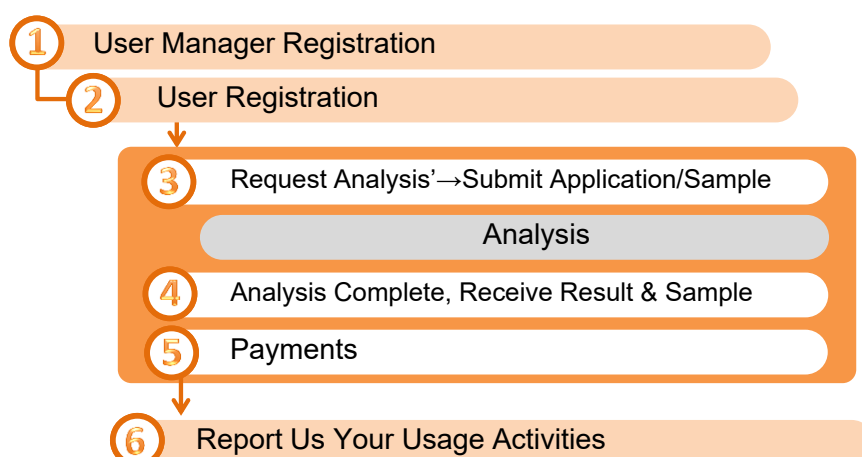 1 User Manager Registration
2 User Registration
3 Request Analysis’→Submit Application/Sample
Analysis
4 Analysis Complete, Receive Result & Sample
5 Payments
6 Report Us Your Usage Activities